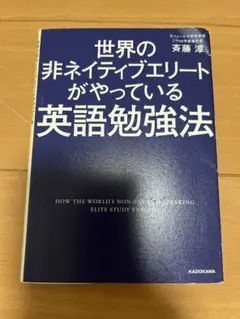 斉藤 淳
世界の
非ネイティブエリート
がやっている
英語勉強法
HOW THE WORLD'S NON-ENGLISH-SPEAKING
ELITE STUDY ENGLISH
KADOKAWA